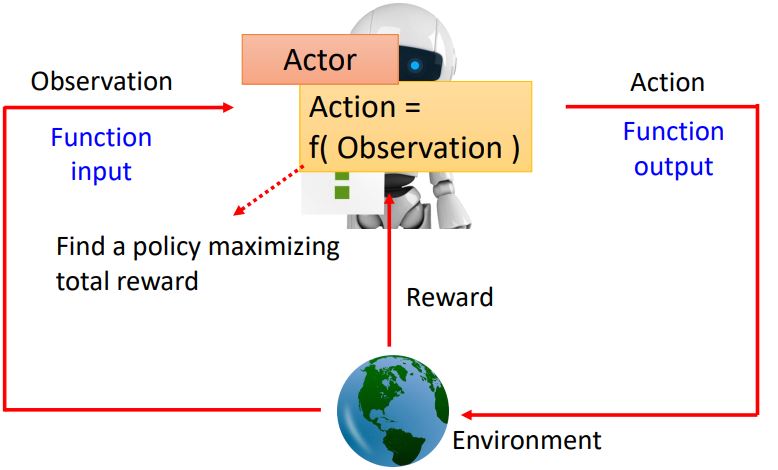 Actor
Observation
Action
Action =
f( Observation )
Function
input
Function
output
Find a policy maximizing
total reward
Reward
Environment